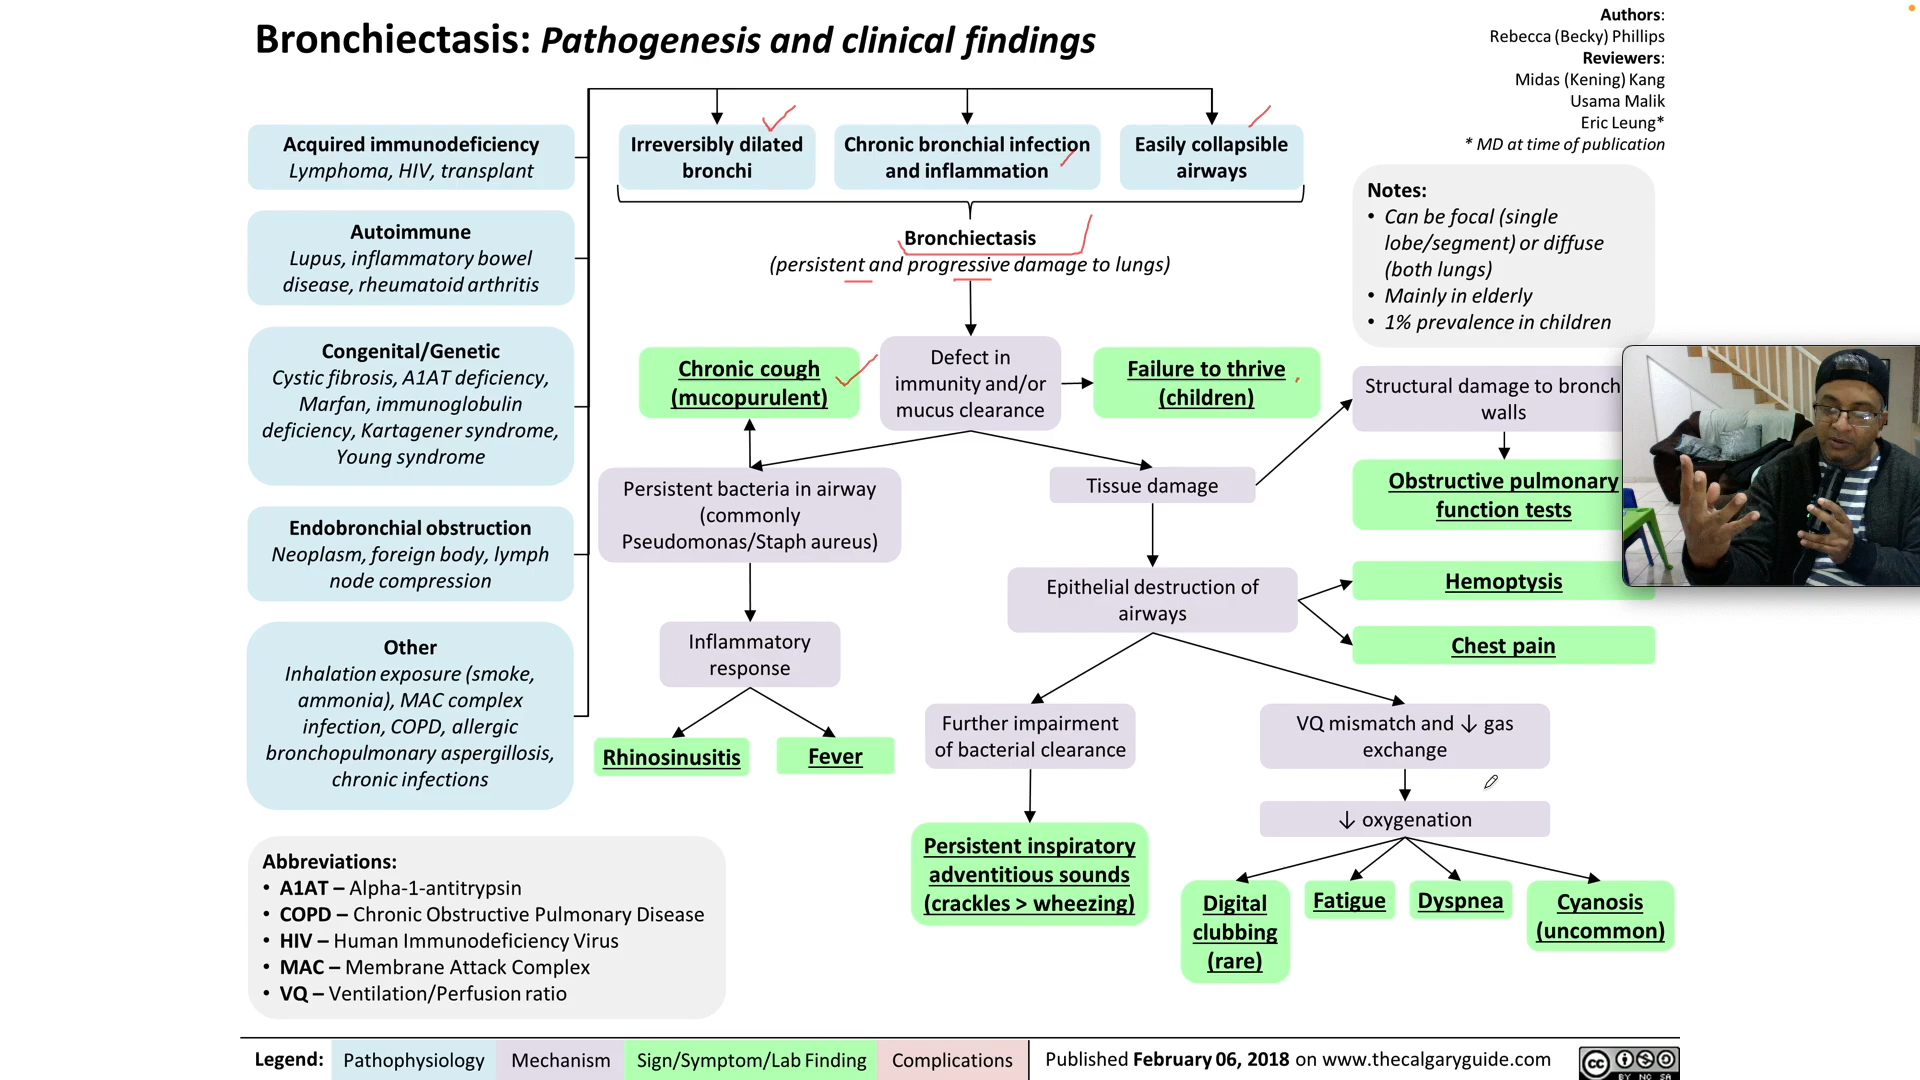 Bronchiectasis: Pathogenesis and clinical findings
Authors:
Rebecca (Becky) Phillips
Reviewers:
Midas (Kening) Kang
Usama Malik
Eric Leung*
* MD at time of publication
Acquired immunodeficiency
Lymphoma, HIV, transplant
Autoimmune
Lupus, inflammatory bowel
disease, rheumatoid arthritis
Congenital/Genetic
Cystic fibrosis, A1AT deficiency,
Marfan, immunoglobulin
deficiency, Kartagener syndrome,
Young syndrome
Endobronchial obstruction
Neoplasm, foreign body, lymph
node compression
Other
Inhalation exposure (smoke,
ammonia), MAC complex
infection, COPD, allergic
bronchopulmonary aspergillosis,
chronic infections
Irreversibly dilated
bronchi
Chronic bronchial infection
and inflammation
Easily collapsible
airways
Bronchiectasis
(persistent and progressive damage to lungs)
Notes:
• Can be focal (single
lobe/segment) or diffuse
(both lungs)
• Mainly in elderly
• 1% prevalence in children
Chronic cough
(mucopurulent)
Defect in
immunity and/or
mucus clearance
Failure to thrive
(children)
Structural damage to bronch
walls
Persistent bacteria in airway
(commonly
Pseudomonas/Staph aureus)
Tissue damage
Obstructive pulmonary
function tests
Epithelial destruction of
airways
Hemoptysis
Chest pain
Inflammatory
response
Rhinosinusitis
Fever
Further impairment
of bacterial clearance
VQ mismatch and ↓ gas
exchange
↓ oxygenation
Persistent inspiratory
adventitious sounds
(crackles > wheezing)
Digital
clubbing
(rare)
Fatigue
Dyspnea
Cyanosis
(uncommon)
Abbreviations:
• A1AT – Alpha-1-antitrypsin
• COPD – Chronic Obstructive Pulmonary Disease
• HIV – Human Immunodeficiency Virus
• MAC – Membrane Attack Complex
• VQ – Ventilation/Perfusion ratio
Legend: Pathophysiology Mechanism Sign/Symptom/Lab Finding Complications Published February 06, 2018 on www.thecalgaryguide.com
cc BY NC SA